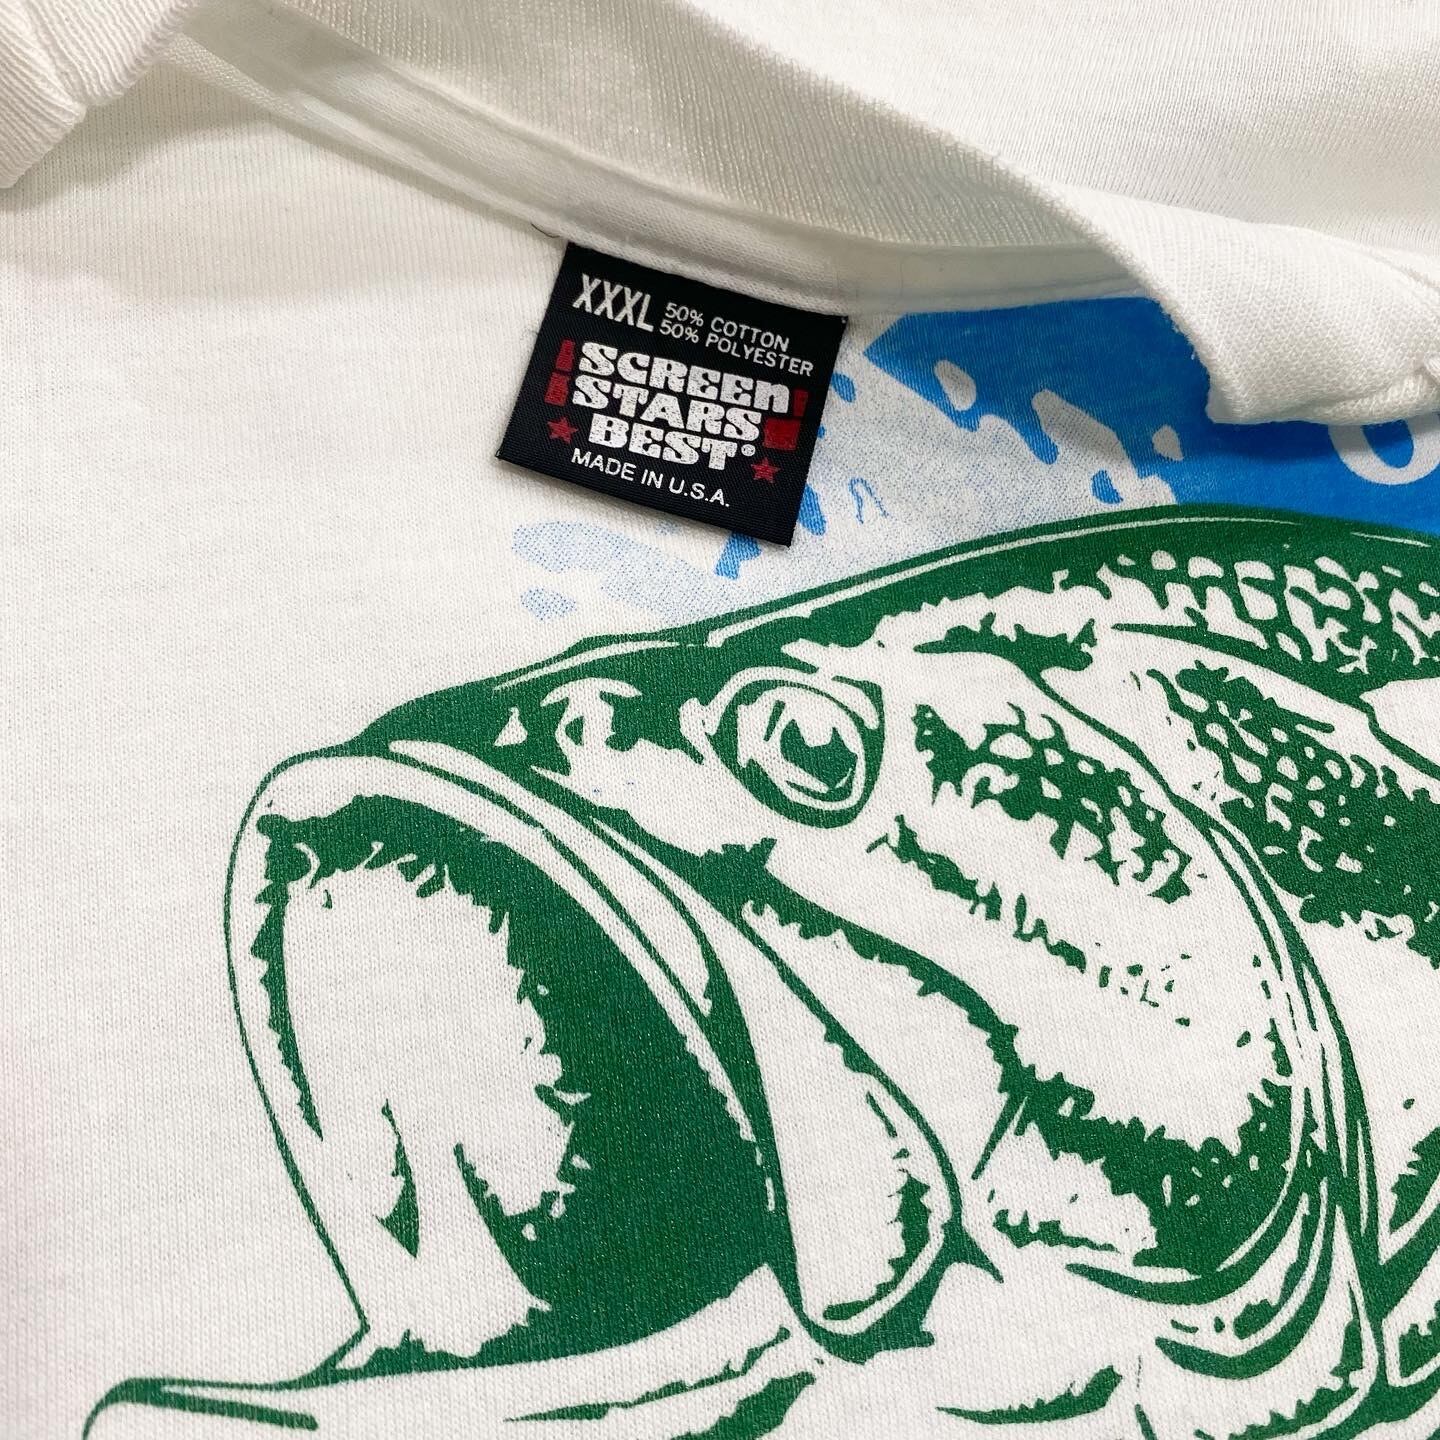 XXXL 50% COTTON
50% POLYESTER
SCREEN
STARS
BEST®
MADE IN U.S.A.